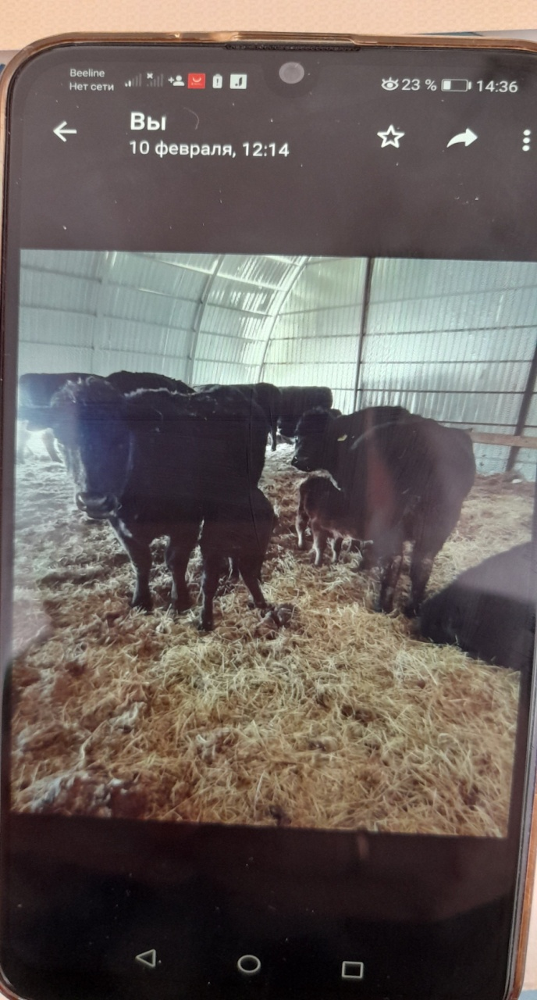 Beeline
Нет сети
23 %
14:36
Вы
10 февраля, 12:14